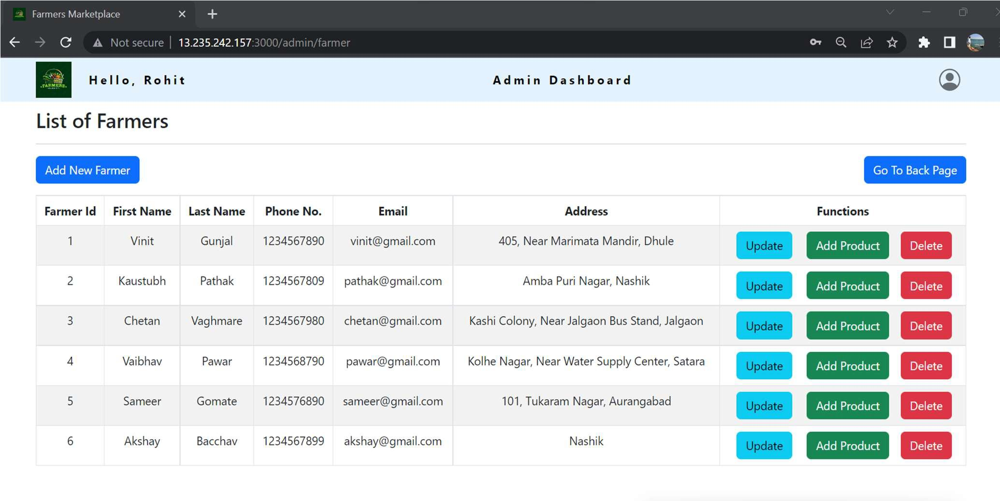 Farmers Marketplace
Not secure 13.235.242.157:3000/admin/farmer
FARMERS
MARKET
Hello, Rohit Admin Dashboard
List of Farmers
Add New Farmer Go To Back Page
Farmer Id First Name Last Name Phone No. Email Address Functions
1 Vinit Gunjal 1234567890 vinit@gmail.com 405, Near Marimata Mandir, Dhule Update Add Product Delete
2 Kaustubh Pathak 1234567809 pathak@gmail.com Amba Puri Nagar, Nashik Update Add Product Delete
3 Chetan Vaghmare 1234567980 chetan@gmail.com Kashi Colony, Near Jalgaon Bus Stand, Jalgaon Update Add Product Delete
4 Vaibhav Pawar 1234568790 pawar@gmail.com Kolhe Nagar, Near Water Supply Center, Satara Update Add Product Delete
5 Sameer Gomate 1234576890 sameer@gmail.com 101, Tukaram Nagar, Aurangabad Update Add Product Delete
6 Akshay Bacchav 1234567899 akshay@gmail.com Nashik Update Add Product Delete